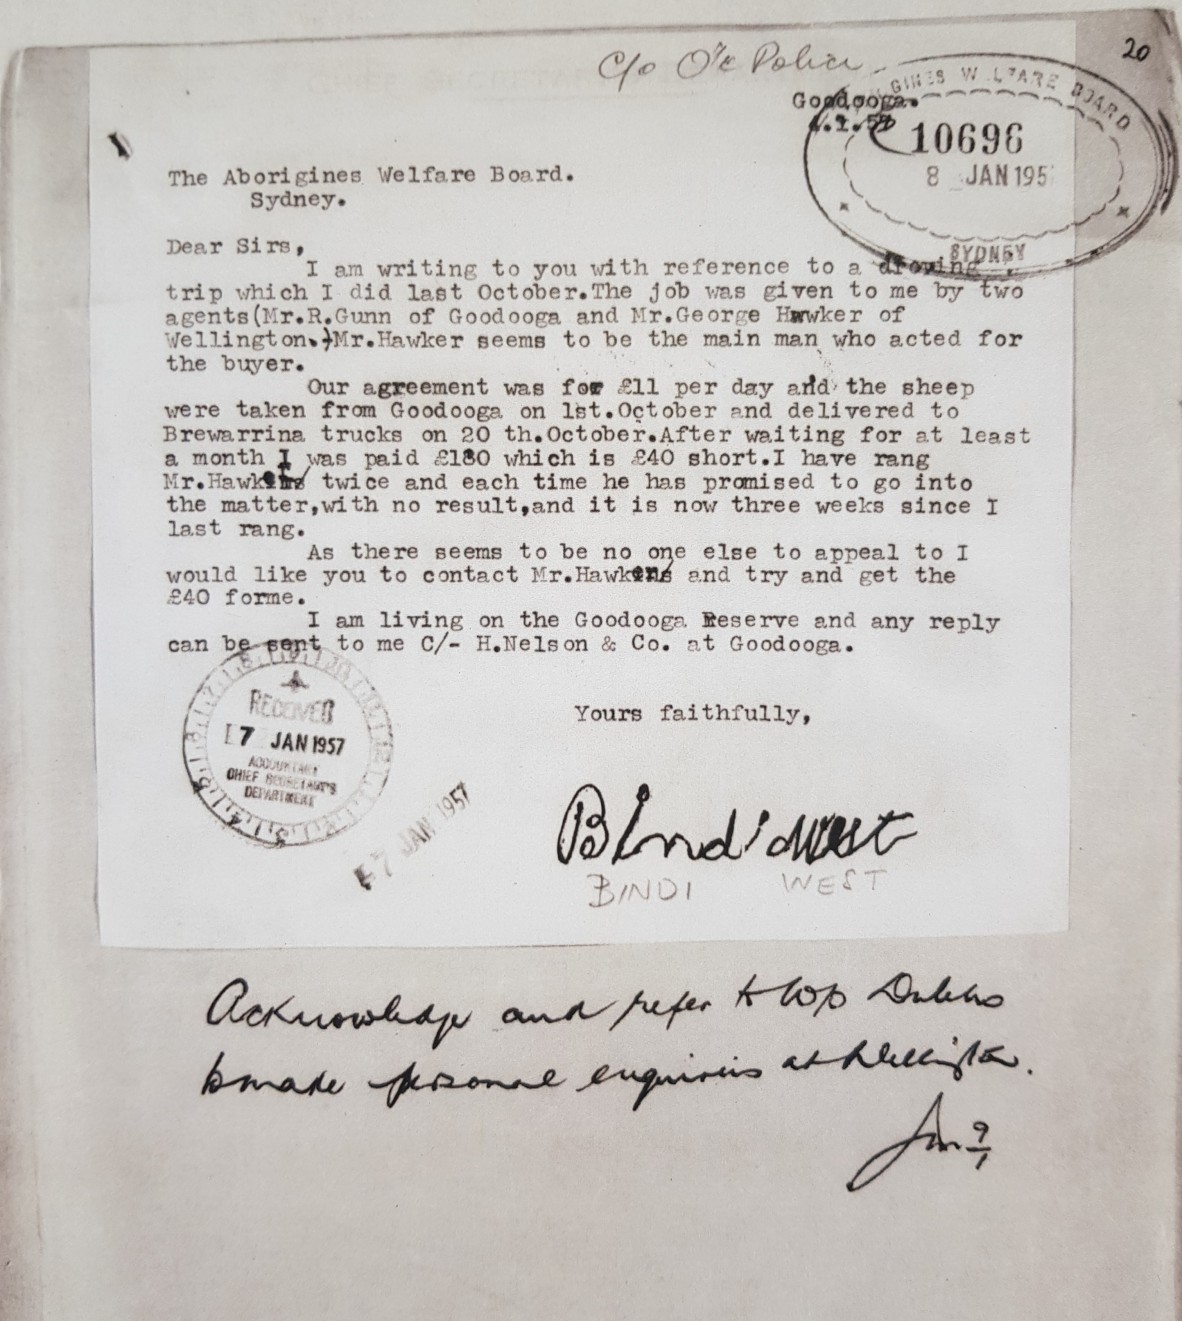 20
C/o O/c Police
Goodooga.
ABORIGINES WELFARE BOARD
10696
8 JAN 195
SYDNEY
The Aborigines Welfare Board.
Sydney.
Dear Sirs,
I am writing to you with reference to a droving
trip which I did last October.The job was given to me by two
agents(Mr.R.Gunn of Goodooga and Mr.George Hawker of
Wellington.)Mr.Hawker seems to be the main man who acted for
the buyer.
Our agreement was for £11 per day and the sheep
were taken from Goodooga on 1st.October and delivered to
Brewarrina trucks on 20 th.October.After waiting for at least
a month I was paid £180 which is £40 short.I have rang
Mr.Hawkins twice and each time he has promised to go into
the matter,with no result,and it is now three weeks since I
last rang.
As there seems to be no one else to appeal to I
would like you to contact Mr.Hawkens and try and get the
£40 forme.
I am living on the Goodooga Reserve and any reply
can be sent to me C/- H.Nelson & Co. at Goodooga.
Yours faithfully,
RECEIVED
7 JAN 1957
ACCOUNTANT
CHIEF SECRETARY'S
DEPARTMENT
7 JAN 1957
Bindi West
BINDI WEST
Acknowledge and refer to WO Dubbo
to make personal enquiries at Wellington.
9/1